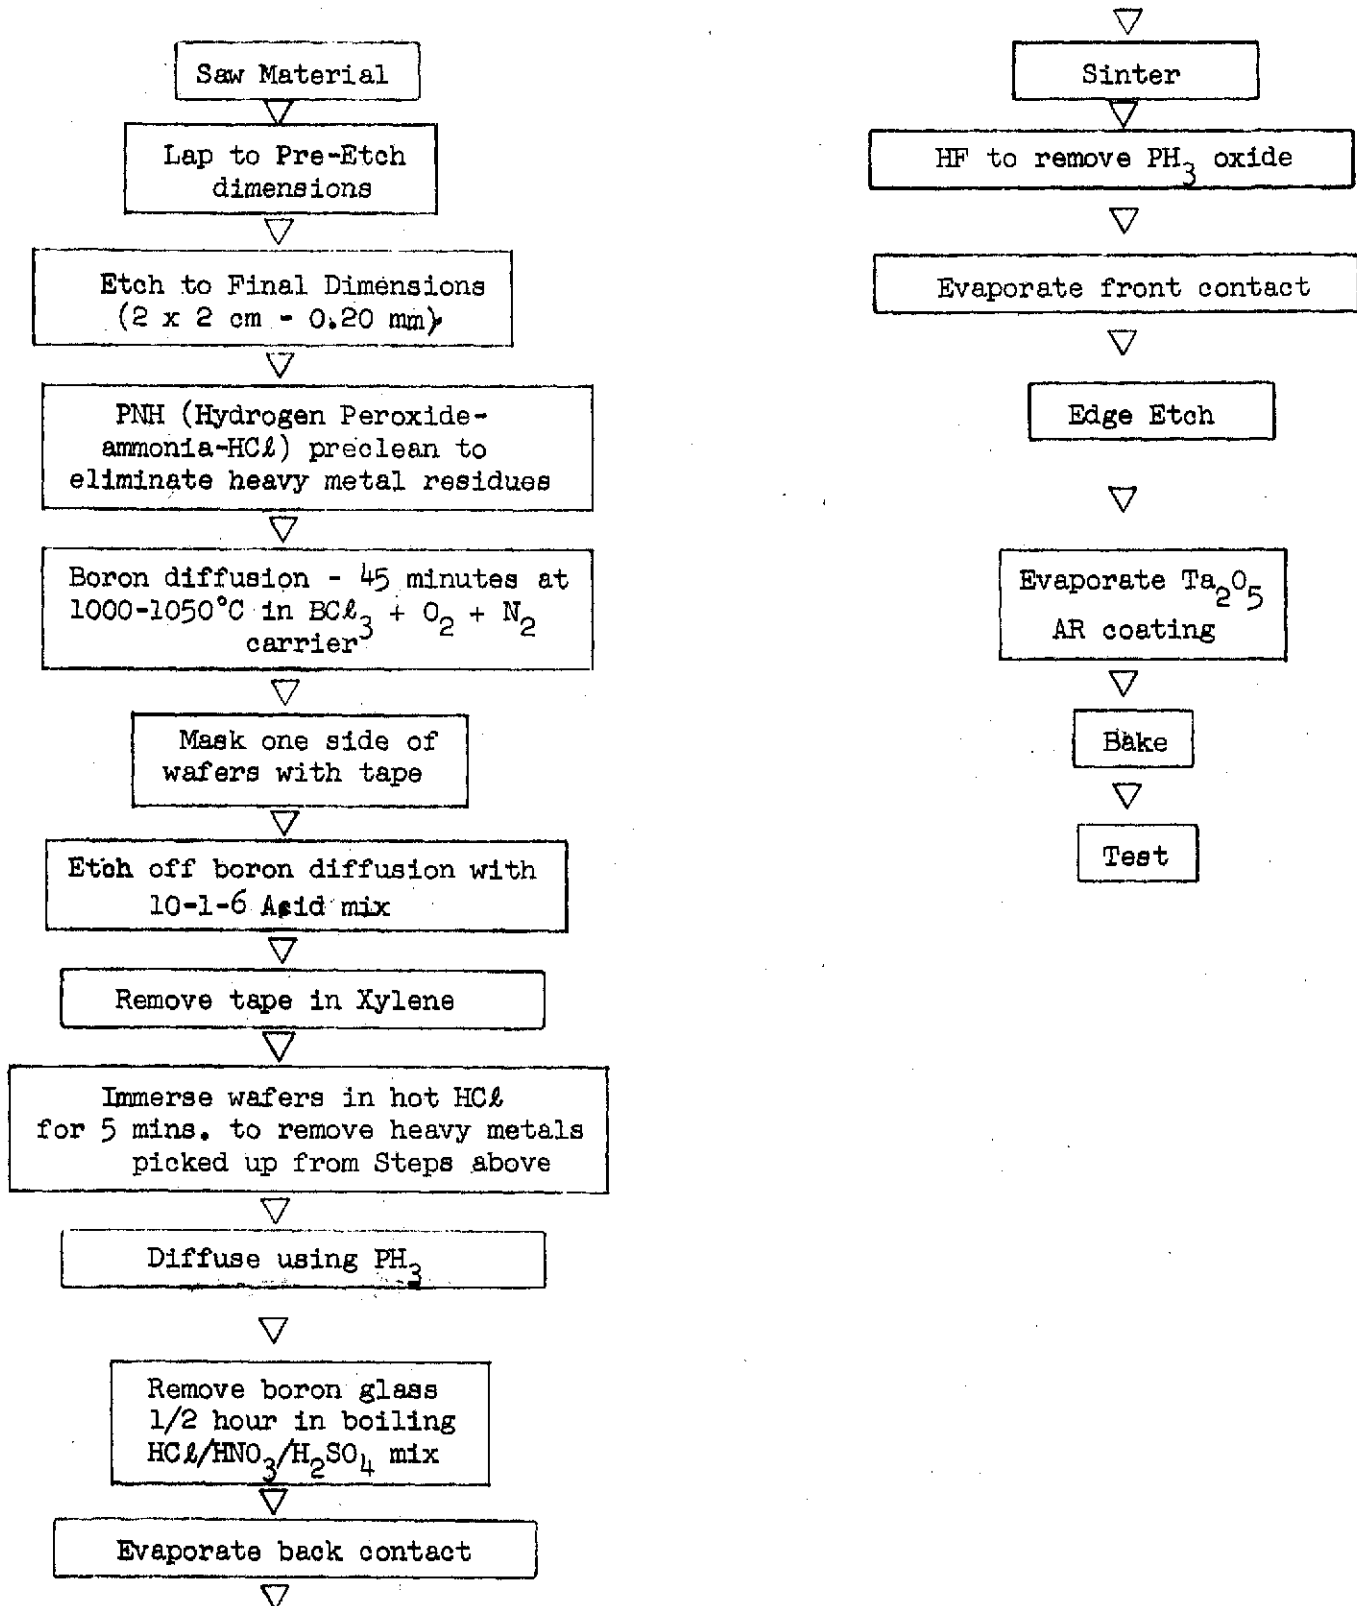 Saw Material
Lap to Pre-Etch
dimensions
Etch to Final Dimensions
(2 x 2 cm - 0.20 mm)
PNH (Hydrogen Peroxide-
ammonia-HCℓ) preclean to
eliminate heavy metal residues
Boron diffusion - 45 minutes at
1000-1050°C in BCℓ₃ + O₂ + N₂
carrier
Mask one side of
wafers with tape
Etch off boron diffusion with
10-1-6 Acid mix
Remove tape in Xylene
Immerse wafers in hot HCℓ
for 5 mins. to remove heavy metals
picked up from Steps above
Diffuse using PH₃
Remove boron glass
1/2 hour in boiling
HCℓ/HNO₃/H₂SO₄ mix
Evaporate back contact
Sinter
HF to remove PH₃ oxide
Evaporate front contact
Edge Etch
Evaporate Ta₂O₅
AR coating
Bake
Test